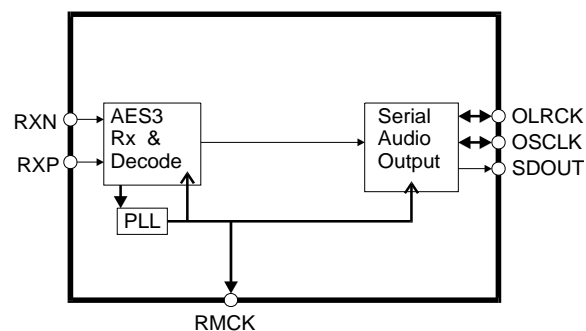 RXN
RXP
AES3
Rx &
Decode
PLL
Serial
Audio
Output
OLRCK
OSCLK
SDOUT
RMCK